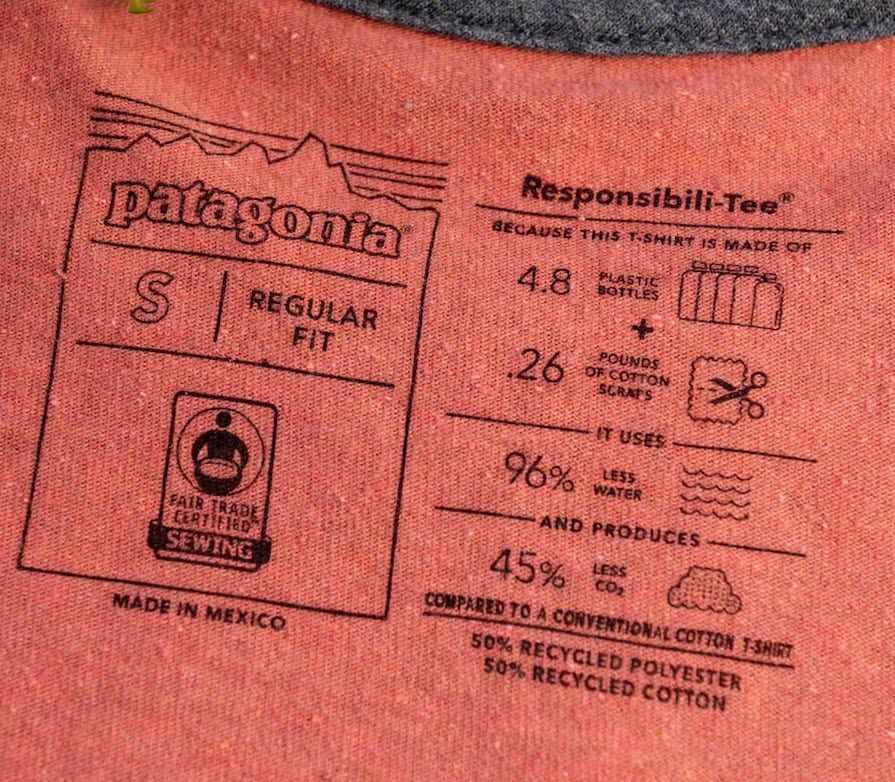 patagonia®
S
REGULAR
FIT
FAIR TRADE
CERTIFIED™
SEWING
MADE IN MEXICO
Responsibili-Tee®
BECAUSE THIS T-SHIRT IS MADE OF
4.8 PLASTIC
BOTTLES
+
.26 POUNDS
OF COTTON
SCRAPS
IT USES
96% LESS
WATER
AND PRODUCES
45% LESS
CO₂
COMPARED TO A CONVENTIONAL COTTON T-SHIRT
50% RECYCLED POLYESTER
50% RECYCLED COTTON